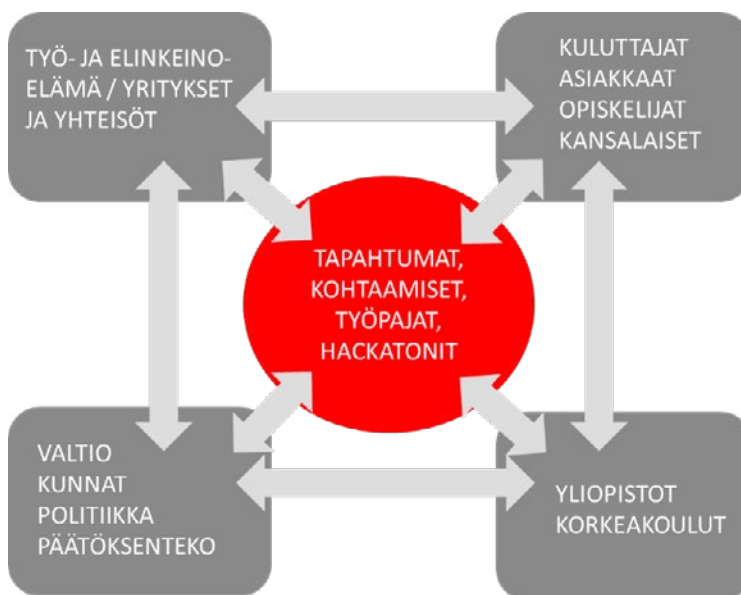 TYÖ- JA ELINKEINO-
ELÄMÄ / YRITYKSET
JA YHTEISÖT
KULUTTAJAT
ASIAKKAAT
OPISKELIJAT
KANSALAISET
TAPAHTUMAT,
KOHTAAMISET,
TYÖPAJAT,
HACKATONIT
VALTIO
KUNNAT
POLITIIKKA
PÄÄTÖKSENTEKO
YLIOPISTOT
KORKEAKOULUT